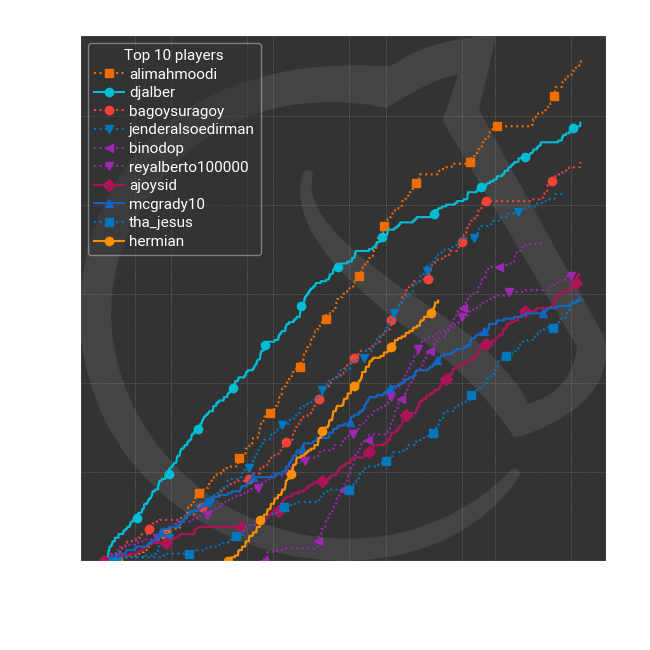 Top 10 players
alimahmoodi
djalber
bagoysuragoy
jenderalsoedirman
binodop
reyalberto100000
ajoysid
mcgrady10
tha_jesus
hermian